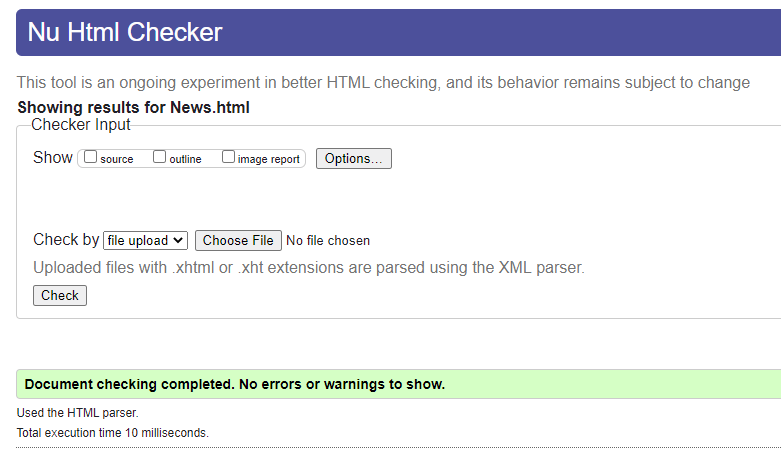 Nu Html Checker
This tool is an ongoing experiment in better HTML checking, and its behavior remains subject to change
Showing results for News.html
Checker Input
Show source outline image report Options...
Check by file upload Choose File No file chosen
Uploaded files with .xhtml or .xht extensions are parsed using the XML parser.
Check
Document checking completed. No errors or warnings to show.
Used the HTML parser.
Total execution time 10 milliseconds.